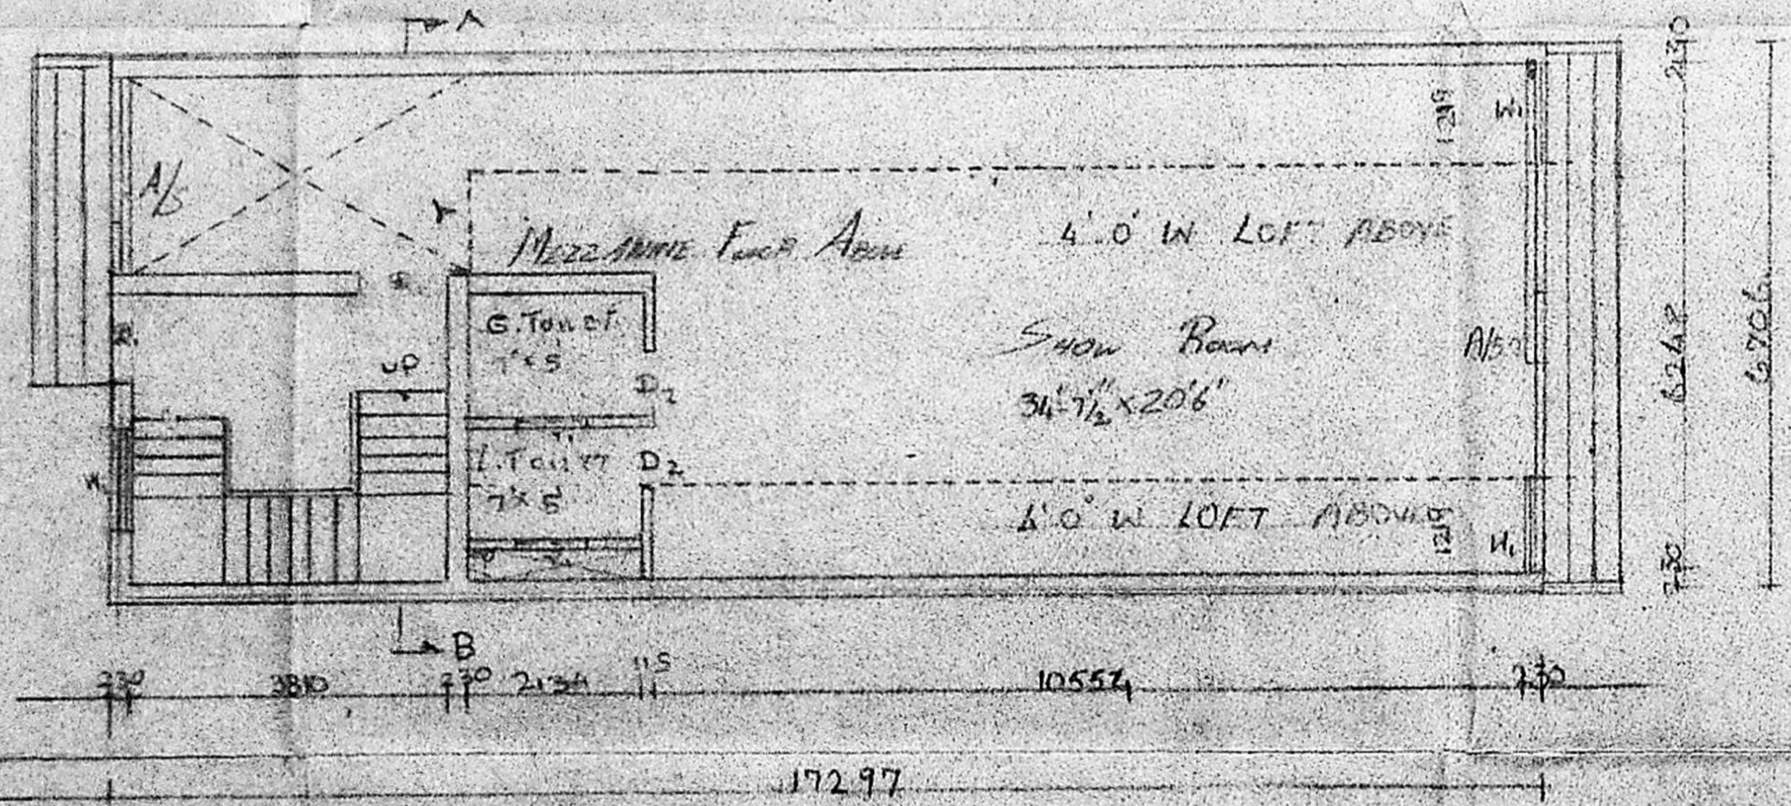 A
230
W1
1219
A/S
MEZZANINE FLOOR ABOVE
4'.0" W LOFT ABOVE
G.TOILET
7'x5'
UP
D2
SHOW ROOM
34'-7½"x20'6"
A/S
6248
6706
L.TOILET
7'x5'
D2
4'0" W LOFT ABOVE
1219
W1
W1
230
B
230
3810
230
2134
115
10554
230
17297